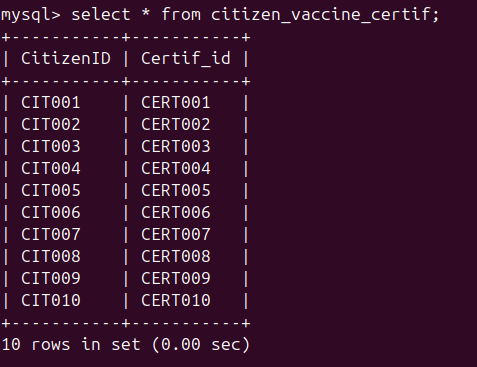 mysql> select * from citizen_vaccine_certif;
+-----------+-----------+
| CitizenID | Certif_id |
+-----------+-----------+
| CIT001    | CERT001   |
| CIT002    | CERT002   |
| CIT003    | CERT003   |
| CIT004    | CERT004   |
| CIT005    | CERT005   |
| CIT006    | CERT006   |
| CIT007    | CERT007   |
| CIT008    | CERT008   |
| CIT009    | CERT009   |
| CIT010    | CERT010   |
+-----------+-----------+
10 rows in set (0.00 sec)